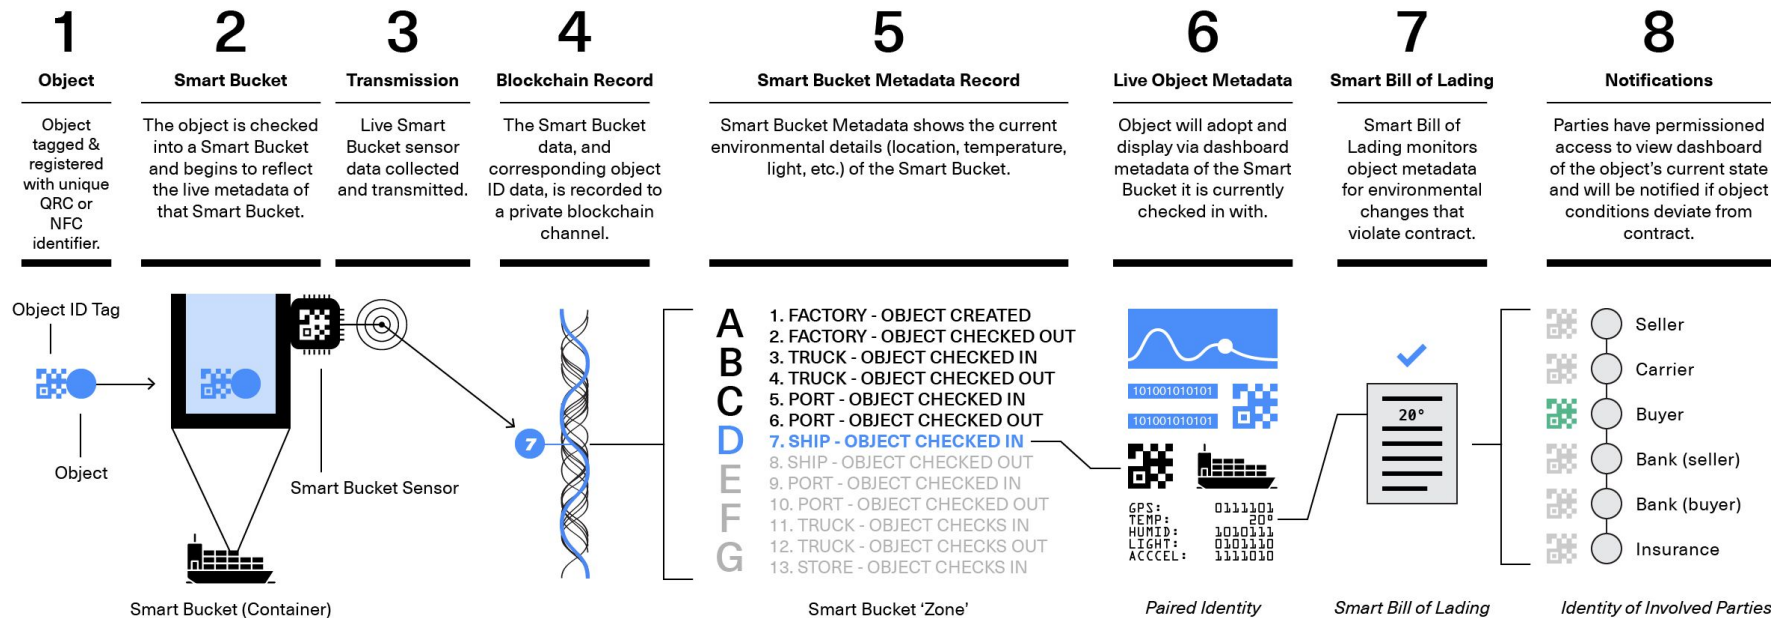 1
Object
Object
tagged &
registered
with unique
QRC or
NFC
identifier.
Object ID Tag
Object
2
Smart Bucket
The object is checked
into a Smart Bucket
and begins to reflect
the live metadata of
that Smart Bucket.
Smart Bucket (Container)
3
Transmission
Live Smart
Bucket sensor
data collected
and transmitted.
Smart Bucket Sensor
4
Blockchain Record
The Smart Bucket
data, and
corresponding object
ID data, is recorded to
a private blockchain
channel.
7
5
Smart Bucket Metadata Record
Smart Bucket Metadata shows the current
environmental details (location, temperature,
light, etc.) of the Smart Bucket.
A
B
C
D
E
F
G
1. FACTORY - OBJECT CREATED
2. FACTORY - OBJECT CHECKED OUT
3. TRUCK - OBJECT CHECKED IN
4. TRUCK - OBJECT CHECKED OUT
5. PORT - OBJECT CHECKED IN
6. PORT - OBJECT CHECKED OUT
7. SHIP - OBJECT CHECKED IN
8. SHIP - OBJECT CHECKED OUT
9. PORT - OBJECT CHECKED IN
10. PORT - OBJECT CHECKED OUT
11. TRUCK - OBJECT CHECKS IN
12. TRUCK - OBJECT CHECKS OUT
13. STORE - OBJECT CHECKS IN
Smart Bucket ‘Zone’
6
Live Object Metadata
Object will adopt and
display via dashboard
metadata of the Smart
Bucket it is currently
checked in with.
101001010101
101001010101
GPS: 0111101
TEMP: 20°
HUMID: 1010111
LIGHT: 0101110
ACCCEL: 1111010
Paired Identity
7
Smart Bill of Lading
Smart Bill of
Lading monitors
object metadata
for environmental
changes that
violate contract.
20°
Smart Bill of Lading
8
Notifications
Parties have permissioned
access to view dashboard
of the object’s current state
and will be notified if object
conditions deviate from
contract.
Seller
Carrier
Buyer
Bank (seller)
Bank (buyer)
Insurance
Identity of Involved Parties